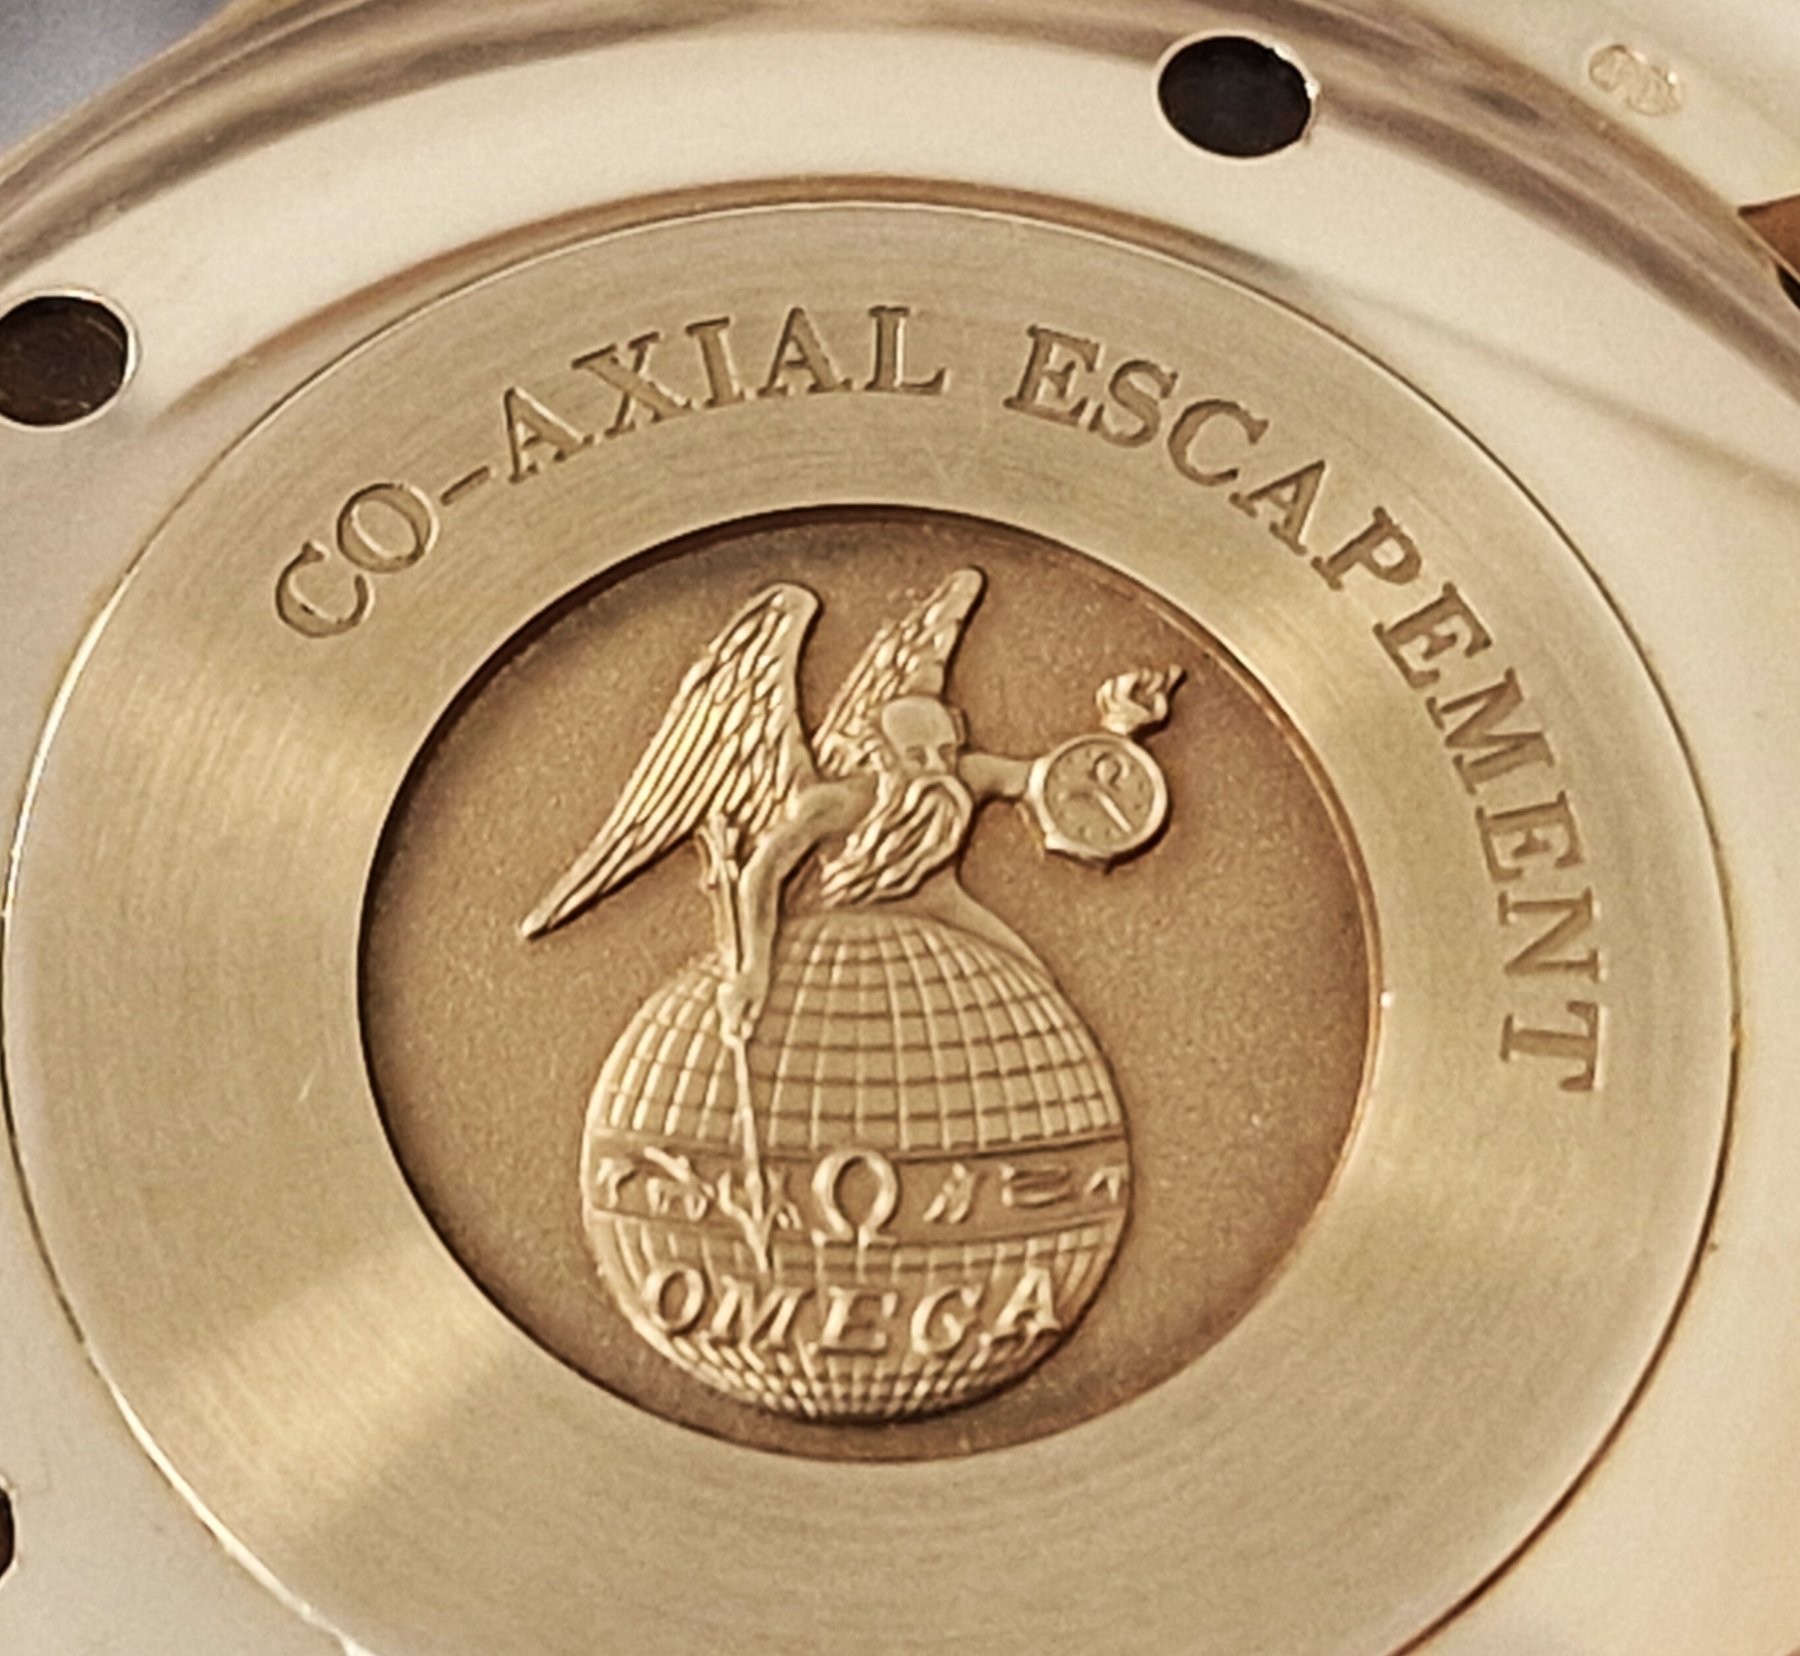 CO-AXIAL ESCAPEMENT
Ω
OMEGA